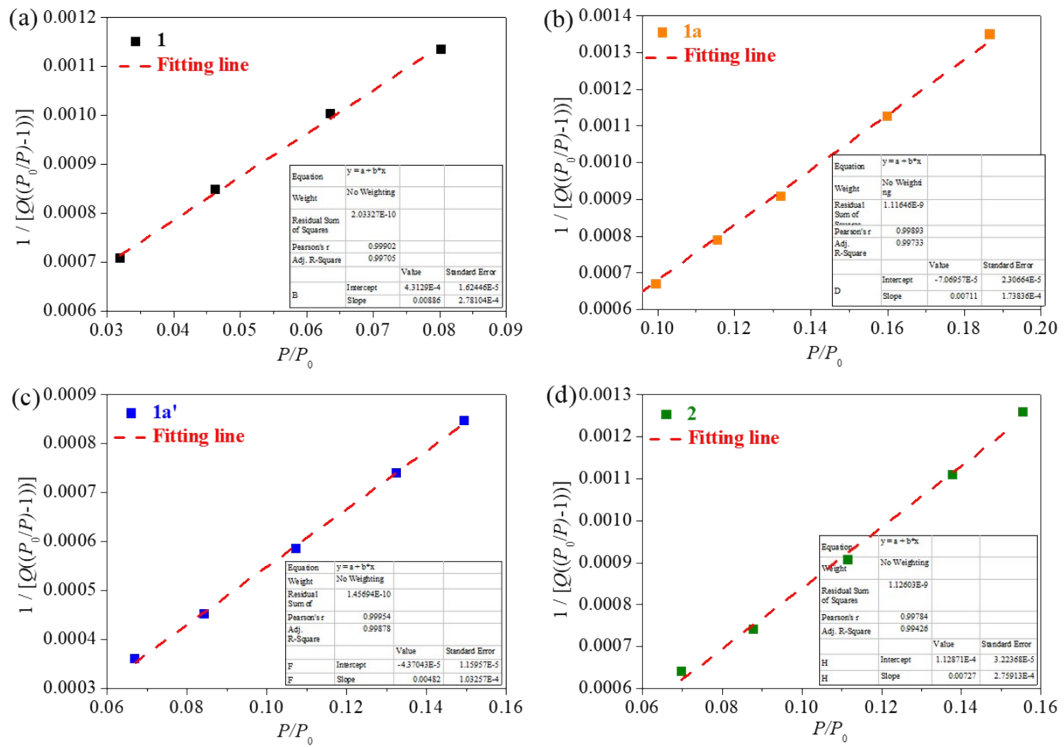 (a)
1 / [Q((P0/P)-1))]
0.0012
0.0011
0.0010
0.0009
0.0008
0.0007
0.0006
1
Fitting line
Equation y = a + b*x
Weight No Weighting
Residual Sum of Squares 2.03327E-10
Pearson's r 0.99902
Adj. R-Square 0.99705
Value Standard Error
B Intercept 4.3129E-4 1.62446E-5
Slope 0.00886 2.78104E-4
0.03 0.04 0.05 0.06 0.07 0.08 0.09
P/P0
(b)
1 / [Q((P0/P)-1))]
0.0014
0.0013
0.0012
0.0011
0.0010
0.0009
0.0008
0.0007
0.0006
1a
Fitting line
Equation y = a + b*x
Weight No Weighti
ng
Residual
Sum of
Squares 1.11646E-9
Pearson's r 0.99893
Adj.
R-Square 0.99733
Value Standard Error
D Intercept -7.06957E-5 2.30664E-5
Slope 0.00711 1.73836E-4
0.10 0.12 0.14 0.16 0.18 0.20
P/P0
(c)
1 / [Q((P0/P)-1))]
0.0009
0.0008
0.0007
0.0006
0.0005
0.0004
0.0003
1a'
Fitting line
Equation y = a + b*x
Weight No Weighting
Residual
Sum of 1.45694E-10
Pearson's r 0.99954
Adj.
R-Square 0.99878
Value Standard Error
F Intercept -4.37043E-5 1.15957E-5
F Slope 0.00482 1.03257E-4
0.06 0.08 0.10 0.12 0.14 0.16
P/P0
(d)
1 / [Q((P0/P)-1))]
0.0013
0.0012
0.0011
0.0010
0.0009
0.0008
0.0007
0.0006
2
Fitting line
Equation y = a + b*x
Weight No Weighting
Residual Sum
of Squares 1.12603E-9
Pearson's r 0.99784
Adj. R-Square 0.99426
Value Standard Error
H Intercept 1.12871E-4 3.22368E-5
H Slope 0.00727 2.75913E-4
0.06 0.08 0.10 0.12 0.14 0.16
P/P0